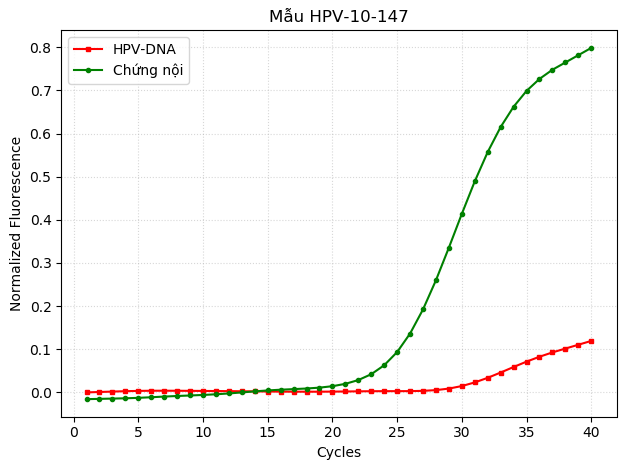 Mẫu HPV-10-147
HPV-DNA
Chứng nội
Normalized Fluorescence
0.8
0.7
0.6
0.5
0.4
0.3
0.2
0.1
0.0
0 5 10 15 20 25 30 35 40
Cycles